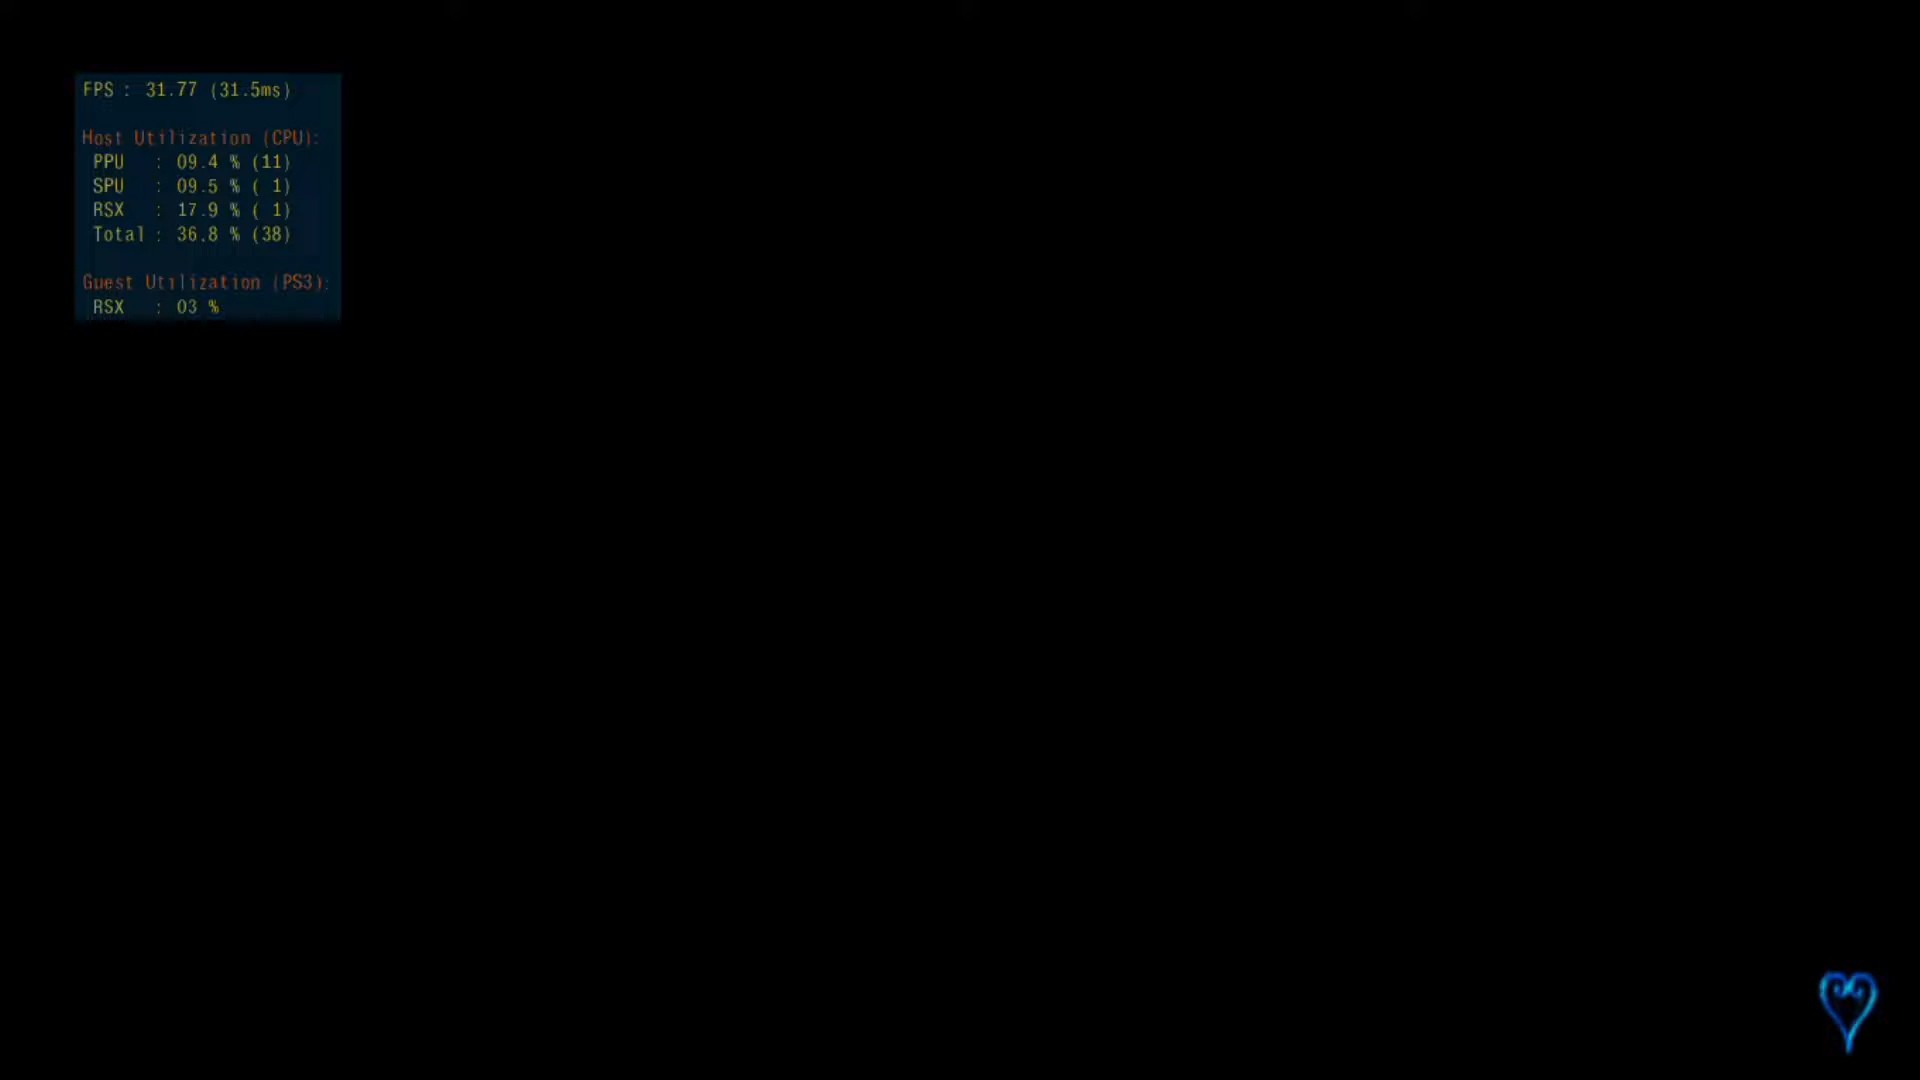 FPS : 31.77 (31.5ms)
Host Utilization (CPU):
PPU : 09.4 % (11)
SPU : 09.5 % ( 1)
RSX : 17.9 % ( 1)
Total : 36.8 % (38)
Guest Utilization (PS3):
RSX : 03 %